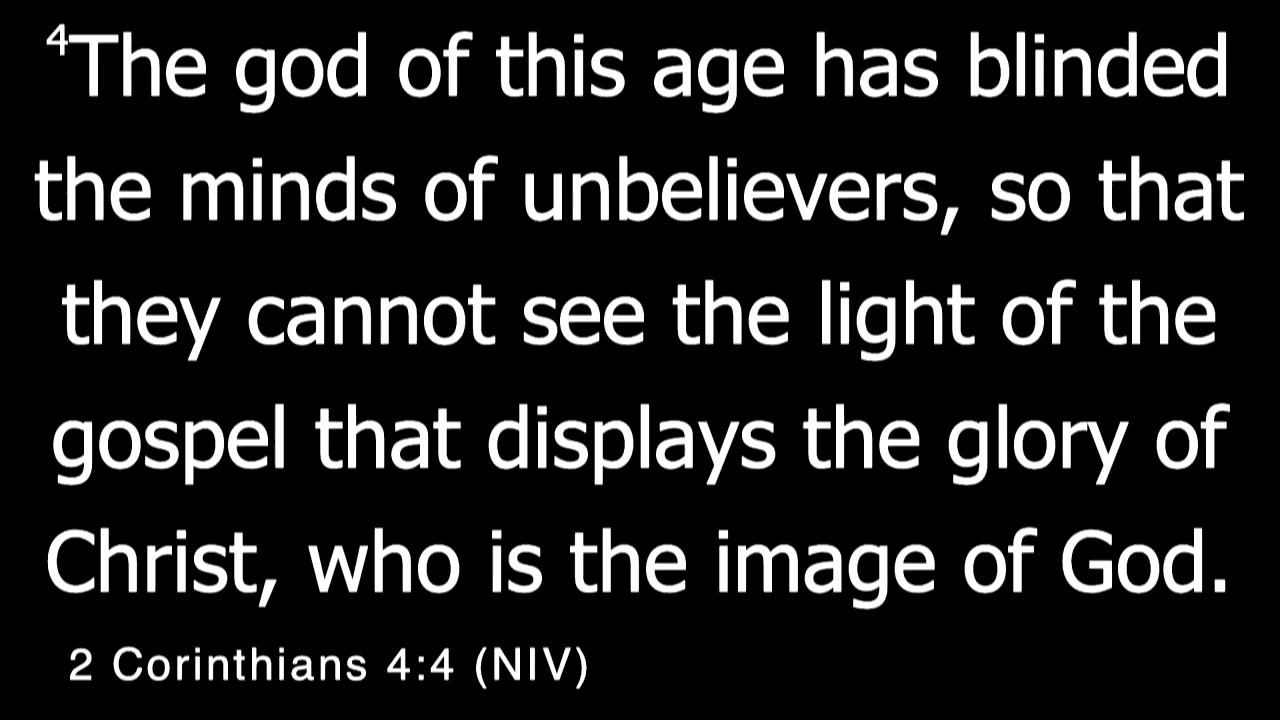 ⁴The god of this age has blinded
the minds of unbelievers, so that
they cannot see the light of the
gospel that displays the glory of
Christ, who is the image of God.
2 Corinthians 4:4 (NIV)